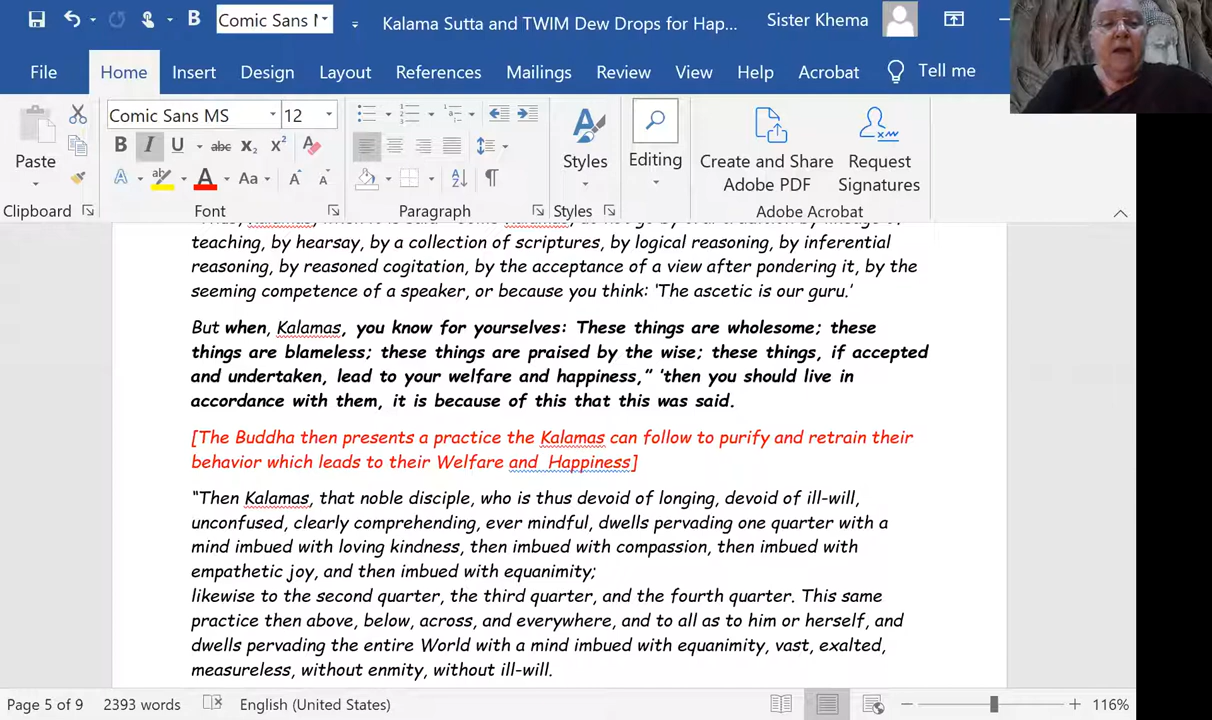 B Comic Sans M Kalama Sutta and TWIM Dew Drops for Hap... Sister Khema
File Home Insert Design Layout References Mailings Review View Help Acrobat Tell me
Comic Sans MS 12
B I U abc X₂ X² A
A ab A Aa A A
Paste Styles Editing Create and Share Adobe PDF Request Signatures
Clipboard Font Paragraph Styles Adobe Acrobat
teaching, by hearsay, by a collection of scriptures, by logical reasoning, by inferential
reasoning, by reasoned cogitation, by the acceptance of a view after pondering it, by the
seeming competence of a speaker, or because you think: 'The ascetic is our guru.'
But when, Kalamas, you know for yourselves: These things are wholesome; these
things are blameless; these things are praised by the wise; these things, if accepted
and undertaken, lead to your welfare and happiness,” 'then you should live in
accordance with them, it is because of this that this was said.
[The Buddha then presents a practice the Kalamas can follow to purify and retrain their
behavior which leads to their Welfare and  Happiness]
“Then Kalamas, that noble disciple, who is thus devoid of longing, devoid of ill-will,
unconfused, clearly comprehending, ever mindful, dwells pervading one quarter with a
mind imbued with loving kindness, then imbued with compassion, then imbued with
empathetic joy, and then imbued with equanimity;
likewise to the second quarter, the third quarter, and the fourth quarter. This same
practice then above, below, across, and everywhere, and to all as to him or herself, and
dwells pervading the entire World with a mind imbued with equanimity, vast, exalted,
measureless, without enmity, without ill-will.
Page 5 of 9 2393 words English (United States) 116%